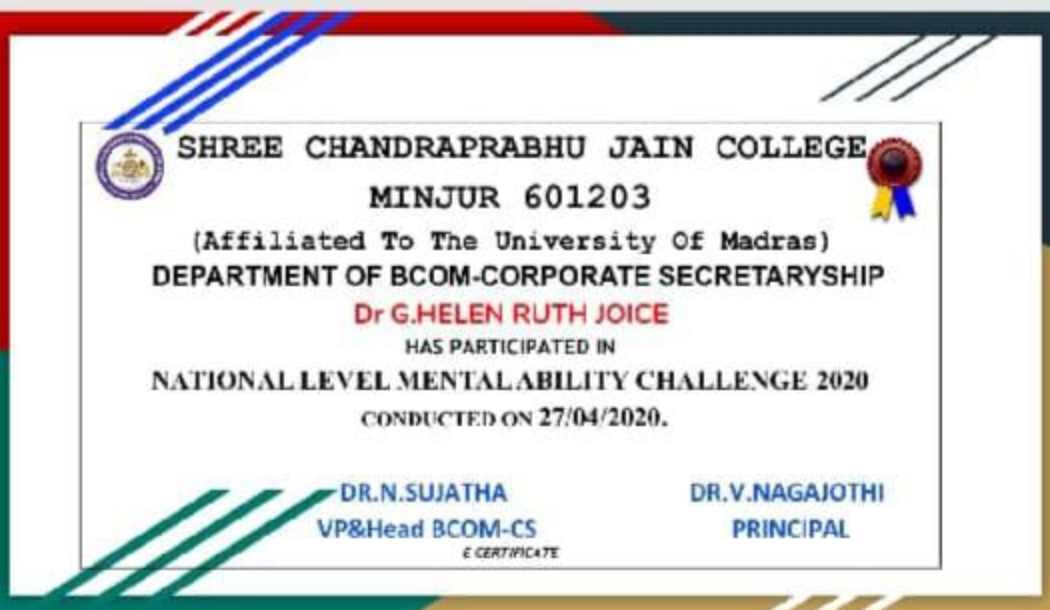 SHREE CHANDRAPRABHU JAIN COLLEGE
MINJUR 601203
(Affiliated To The University Of Madras)
DEPARTMENT OF BCOM-CORPORATE SECRETARYSHIP
Dr G.HELEN RUTH JOICE
HAS PARTICIPATED IN
NATIONAL LEVEL MENTAL ABILITY CHALLENGE 2020
CONDUCTED ON 27/04/2020.
DR.N.SUJATHA DR.V.NAGAJOTHI
VP&Head BCOM-CS PRINCIPAL
E CERTIFICATE